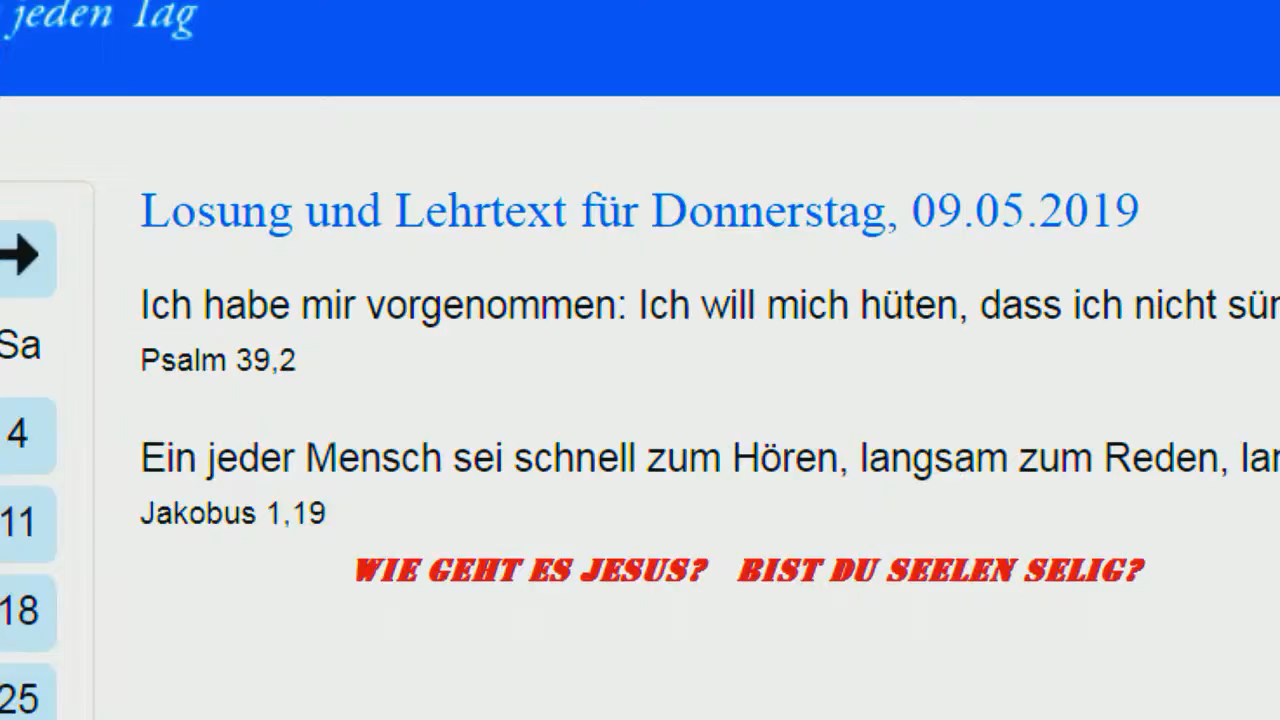 jeden Tag
Losung und Lehrtext für Donnerstag, 09.05.2019
Ich habe mir vorgenommen: Ich will mich hüten, dass ich nicht
Psalm 39,2
Sa
Ein jeder Mensch sei schnell zum Hören, langsam zum Reden,
4
Jakobus 1,19
11
WIE GEHT ES JESUS? BIST DU SEELEN SELIG?
18
25